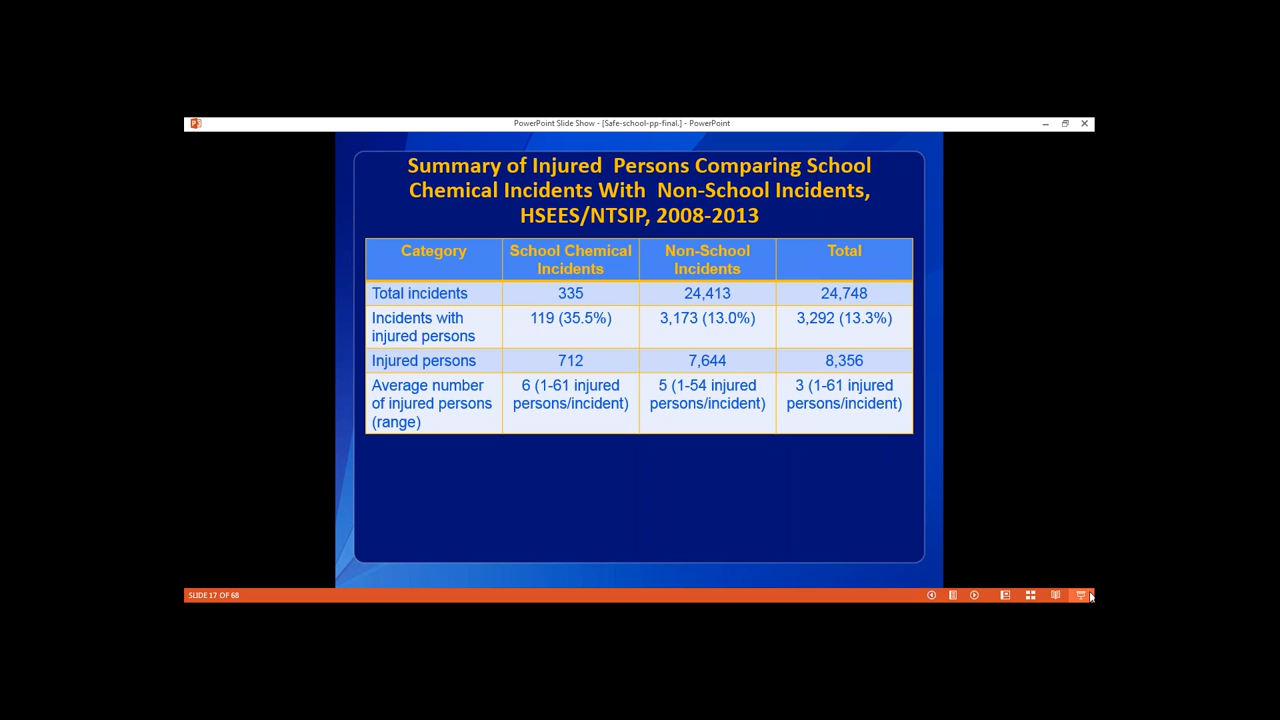 PowerPoint Slide Show - [Safe-school-pp-final.] - PowerPoint
Summary of Injured Persons Comparing School
Chemical Incidents With Non-School Incidents,
HSEES/NTSIP, 2008-2013
Category
School Chemical
Incidents
Non-School
Incidents
Total
Total incidents
335
24,413
24,748
Incidents with
injured persons
119 (35.5%)
3,173 (13.0%)
3,292 (13.3%)
Injured persons
712
7,644
8,356
Average number
of injured persons
(range)
6 (1-61 injured
persons/incident)
5 (1-54 injured
persons/incident)
3 (1-61 injured
persons/incident)
SLIDE 17 OF 68